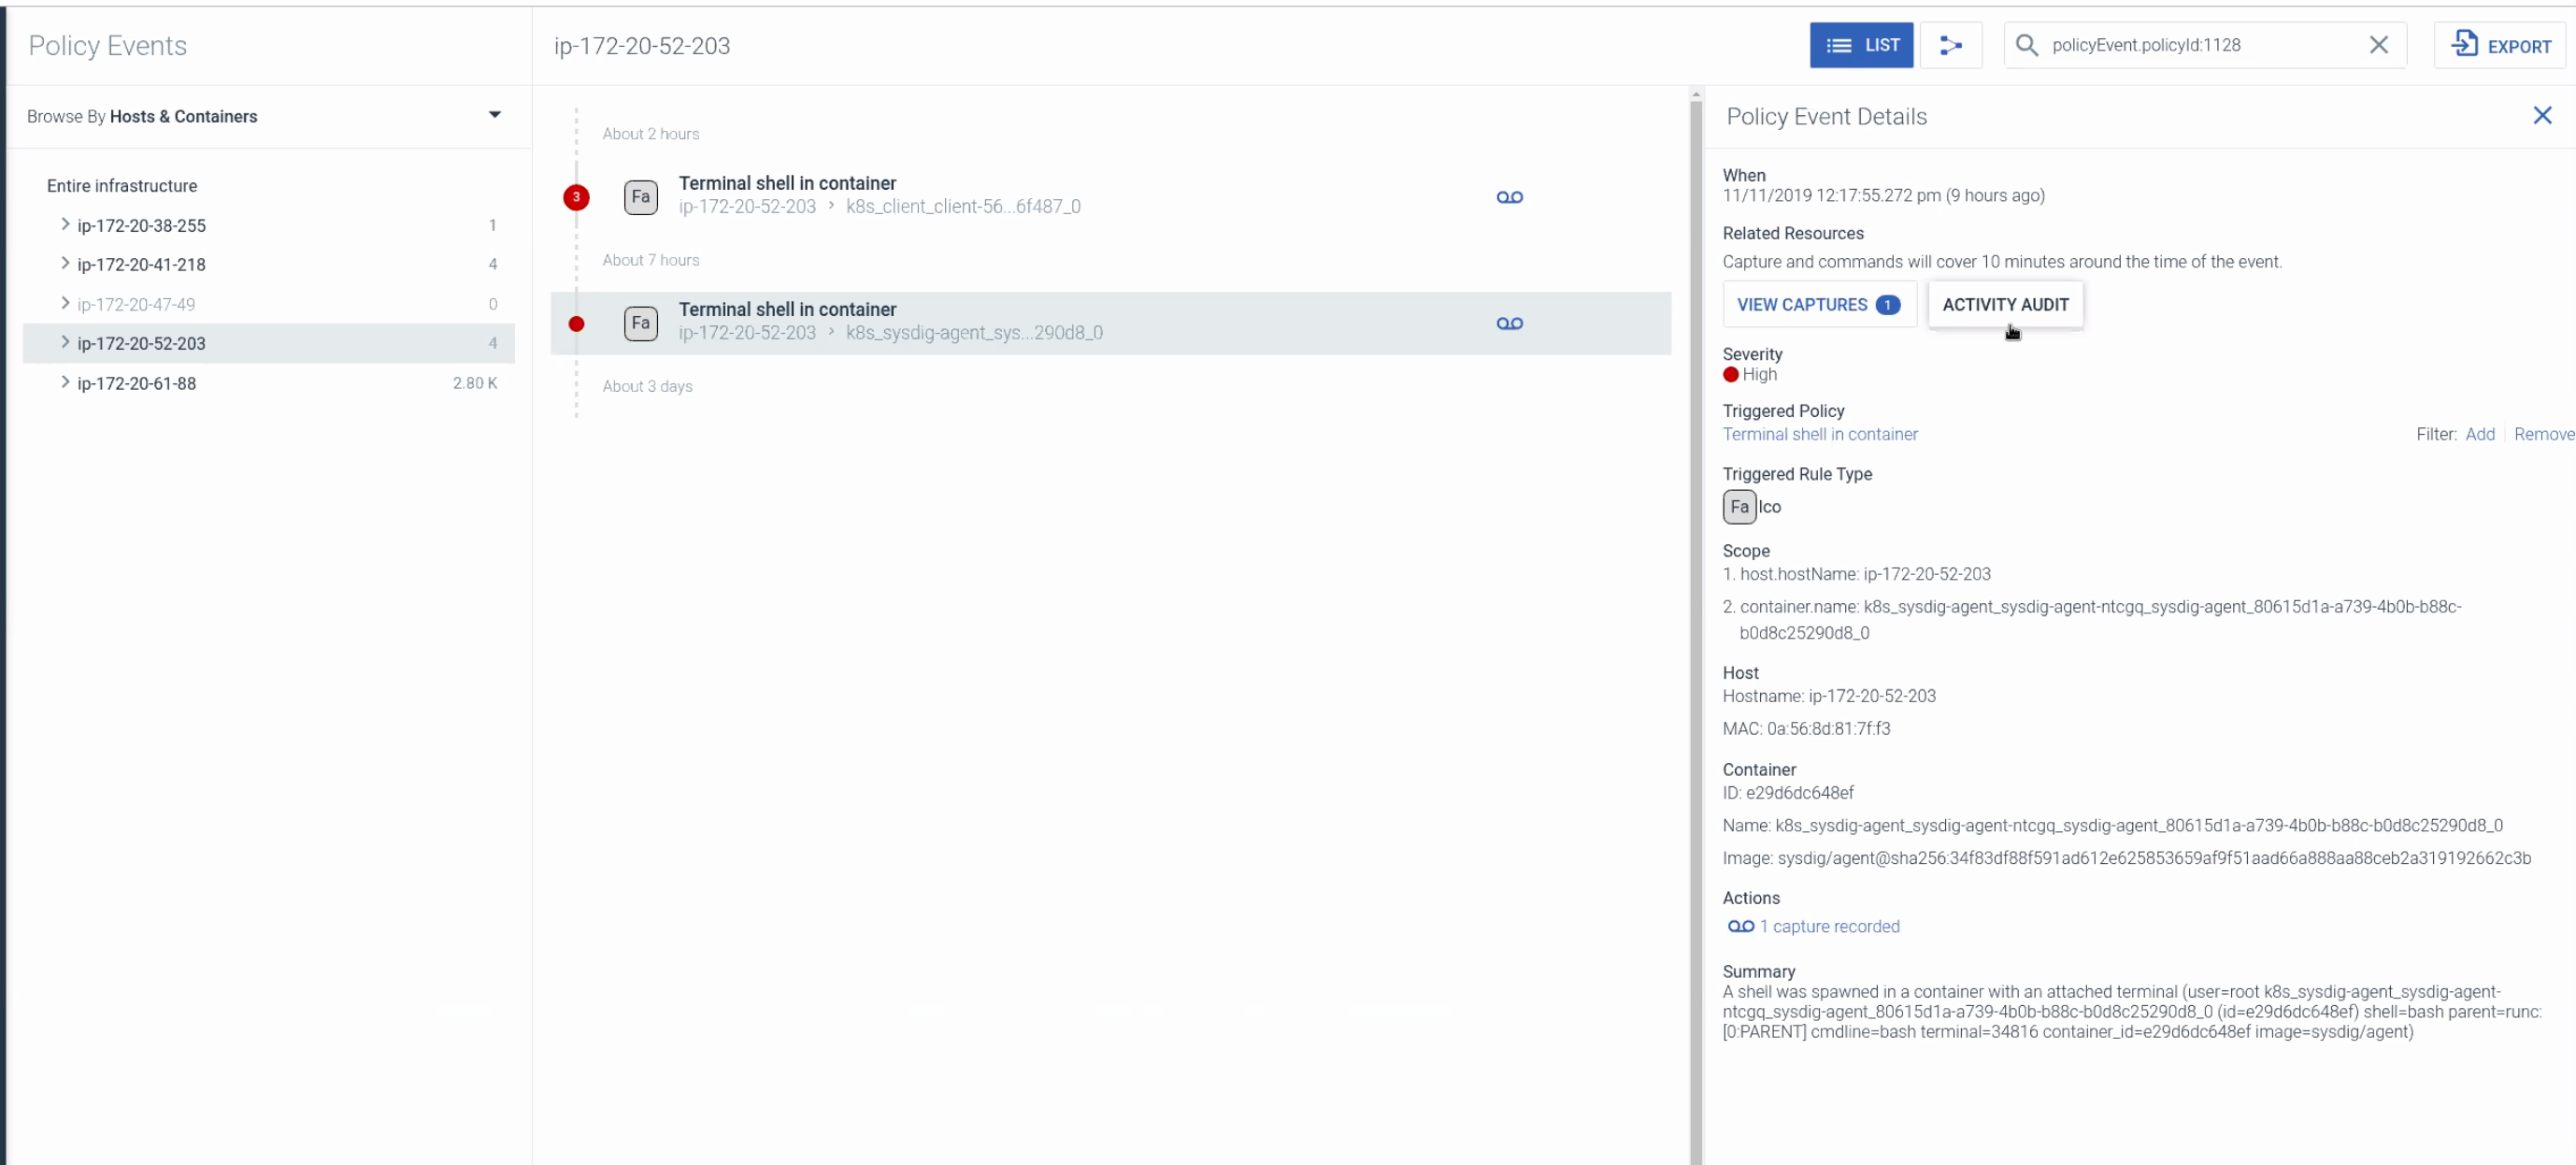 Policy Events
ip-172-20-52-203
LIST
policyEvent.policyId:1128
EXPORT
Browse By Hosts & Containers
Entire infrastructure
ip-172-20-38-255 1
ip-172-20-41-218 4
ip-172-20-47-49 0
ip-172-20-52-203 4
ip-172-20-61-88 2.80 K
About 2 hours
3
Fa
Terminal shell in container
ip-172-20-52-203 > k8s_client_client-56...6f487_0
About 7 hours
Fa
Terminal shell in container
ip-172-20-52-203 > k8s_sysdig-agent_sys...290d8_0
About 3 days
Policy Event Details
When
11/11/2019 12:17:55.272 pm (9 hours ago)
Related Resources
Capture and commands will cover 10 minutes around the time of the event.
VIEW CAPTURES 1 ACTIVITY AUDIT
Severity
High
Triggered Policy
Terminal shell in container Filter: Add Remove
Triggered Rule Type
Fa lco
Scope
1. host.hostName: ip-172-20-52-203
2. container.name: k8s_sysdig-agent_sysdig-agent-ntcgq_sysdig-agent_80615d1a-a739-4b0b-b88c-
b0d8c25290d8_0
Host
Hostname: ip-172-20-52-203
MAC: 0a:56:8d:81:7f:f3
Container
ID: e29d6dc648ef
Name: k8s_sysdig-agent_sysdig-agent-ntcgq_sysdig-agent_80615d1a-a739-4b0b-b88c-b0d8c25290d8_0
Image: sysdig/agent@sha256:34f83df88f591ad612e625853659af9f51aad66a888aa88ceb2a319192662c3b
Actions
1 capture recorded
Summary
A shell was spawned in a container with an attached terminal (user=root k8s_sysdig-agent_sysdig-agent-
ntcgq_sysdig-agent_80615d1a-a739-4b0b-b88c-b0d8c25290d8_0 (id=e29d6dc648ef) shell=bash parent=runc:
[0:PARENT] cmdline=bash terminal=34816 container_id=e29d6dc648ef image=sysdig/agent)